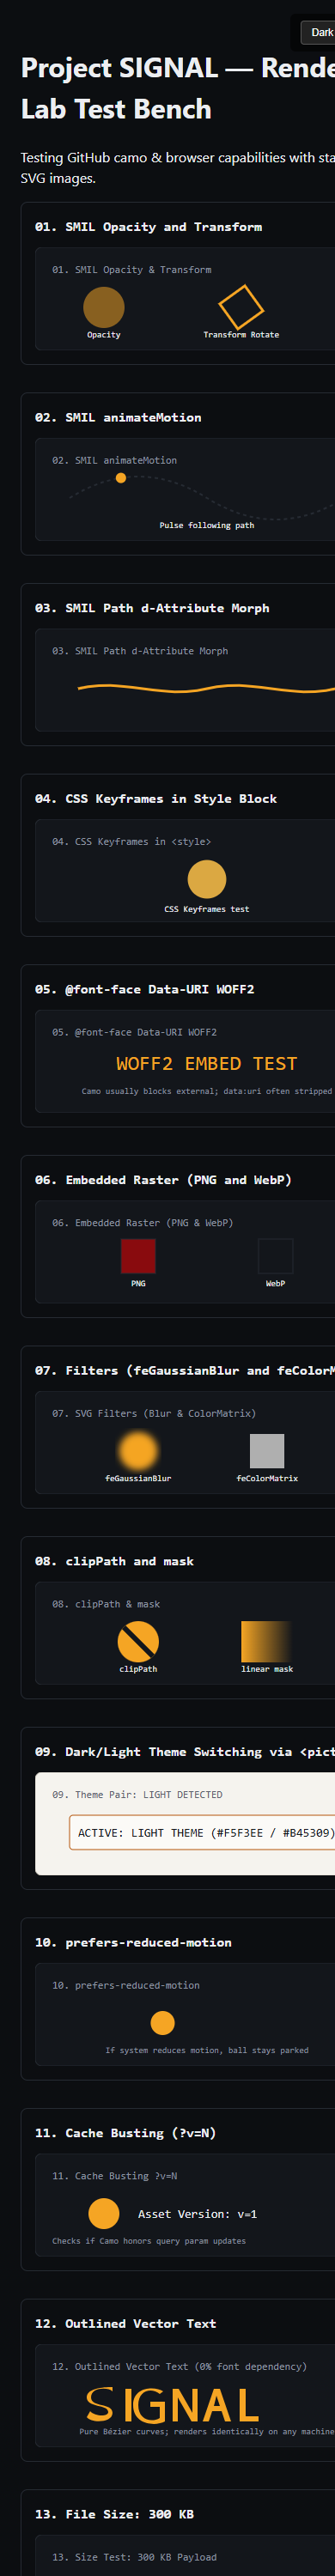 Dark
Project SIGNAL — Rende
Lab Test Bench
Testing GitHub camo & browser capabilities with sta
SVG images.
01. SMIL Opacity and Transform
01. SMIL Opacity & Transform
Opacity
Transform Rotate
02. SMIL animateMotion
02. SMIL animateMotion
Pulse following path
03. SMIL Path d-Attribute Morph
03. SMIL Path d-Attribute Morph
04. CSS Keyframes in Style Block
04. CSS Keyframes in <style>
CSS Keyframes test
05. @font-face Data-URI WOFF2
05. @font-face Data-URI WOFF2
WOFF2 EMBED TEST
Camo usually blocks external; data:uri often stripped
06. Embedded Raster (PNG and WebP)
06. Embedded Raster (PNG & WebP)
PNG
WebP
07. Filters (feGaussianBlur and feColorM
07. SVG Filters (Blur & ColorMatrix)
feGaussianBlur
feColorMatrix
08. clipPath and mask
08. clipPath & mask
clipPath
linear mask
09. Dark/Light Theme Switching via <pict
09. Theme Pair: LIGHT DETECTED
ACTIVE: LIGHT THEME (#F5F3EE / #B45309)
10. prefers-reduced-motion
10. prefers-reduced-motion
If system reduces motion, ball stays parked
11. Cache Busting (?v=N)
11. Cache Busting ?v=N
Asset Version: v=1
Checks if Camo honors query param updates
12. Outlined Vector Text
12. Outlined Vector Text (0% font dependency)
SIGNAL
Pure Bézier curves; renders identically on any machine
13. File Size: 300 KB
13. Size Test: 300 KB Payload